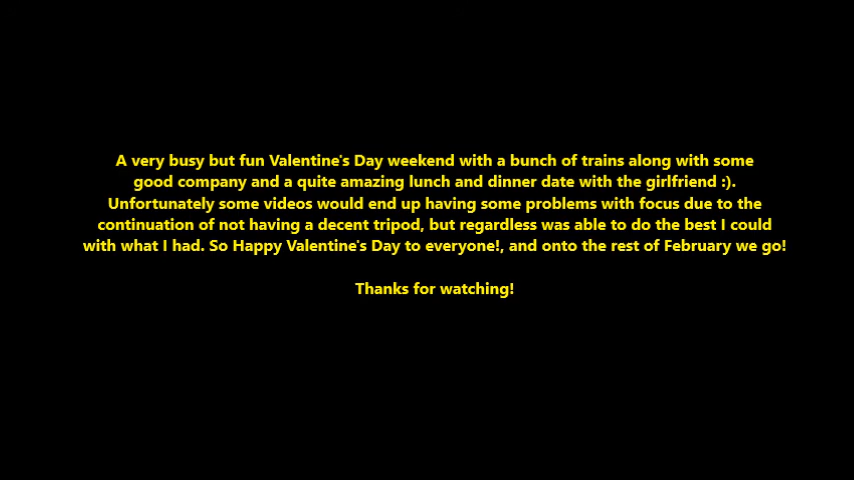 A very busy but fun Valentine's Day weekend with a bunch of trains along with some
good company and a quite amazing lunch and dinner date with the girlfriend :).
Unfortunately some videos would end up having some problems with focus due to the
continuation of not having a decent tripod, but regardless was able to do the best I could
with what I had. So Happy Valentine's Day to everyone!, and onto the rest of February we go!
Thanks for watching!